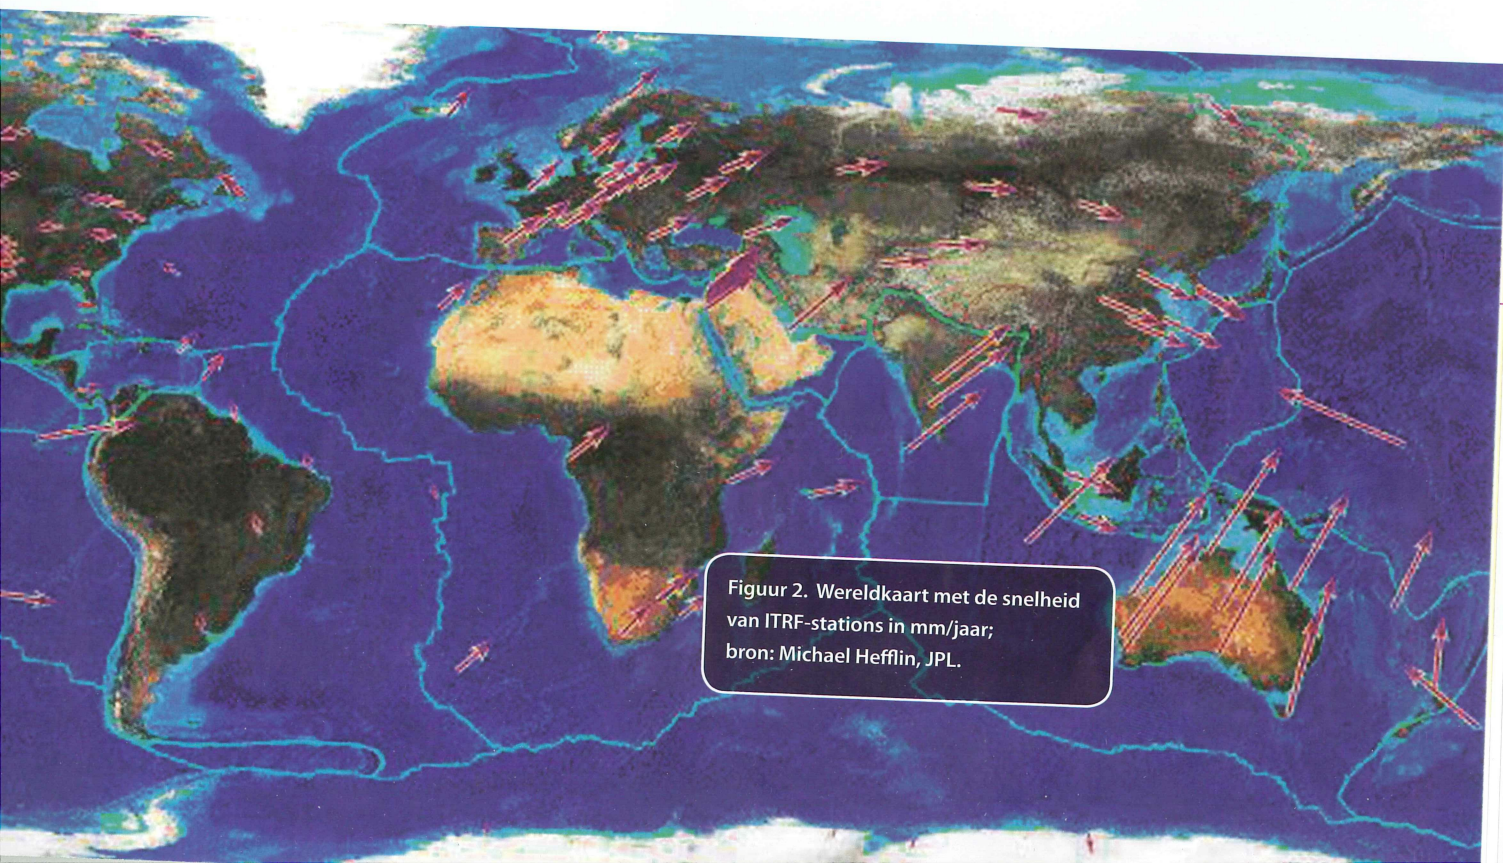 Figuur 2. Wereldkaart met de snelheid
van ITRF-stations in mm/jaar;
bron: Michael Hefflin, JPL.